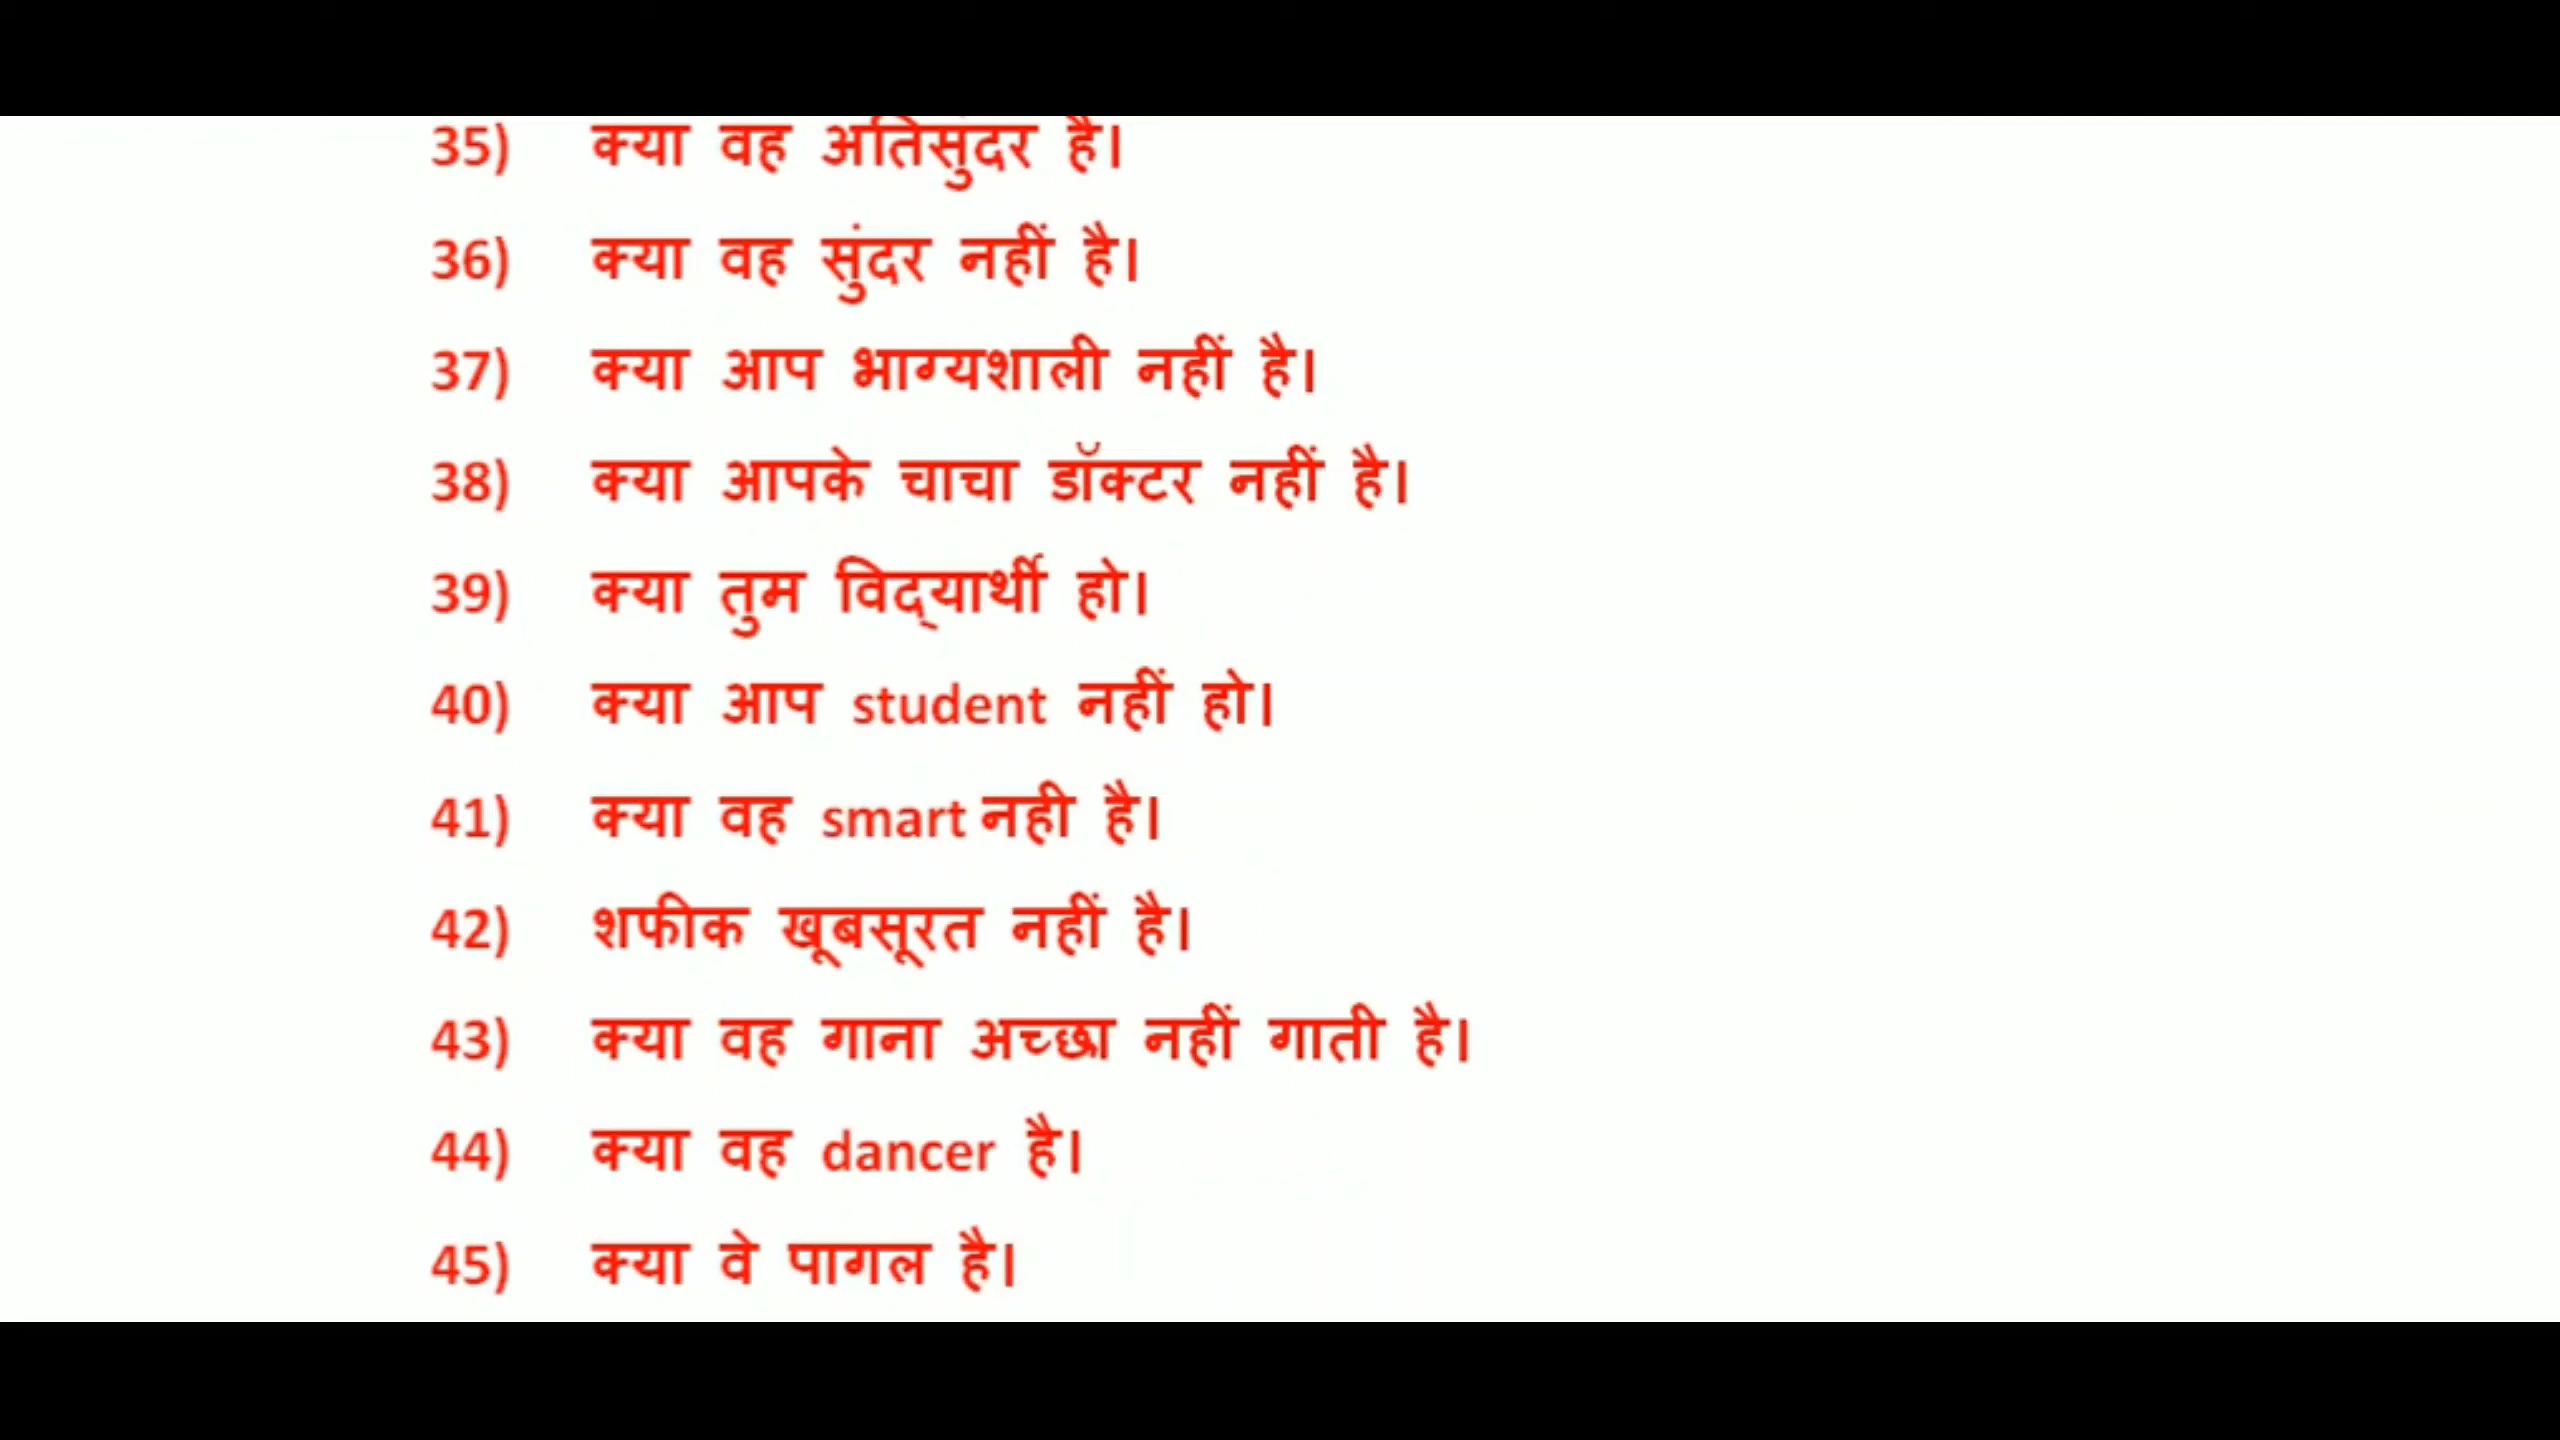 35) क्या वह अतिसुंदर है।
36) क्या वह सुंदर नहीं है।
37) क्या आप भाग्यशाली नहीं है।
38) क्या आपके चाचा डॉक्टर नहीं है।
39) क्या तुम विद्‌यार्थी हो।
40) क्या आप student नहीं हो।
41) क्या वह smart नही है।
42) शफीक खूबसूरत नहीं है।
43) क्या वह गाना अच्छा नहीं गाती है।
44) क्या वह dancer है।
45) क्या वे पागल है।